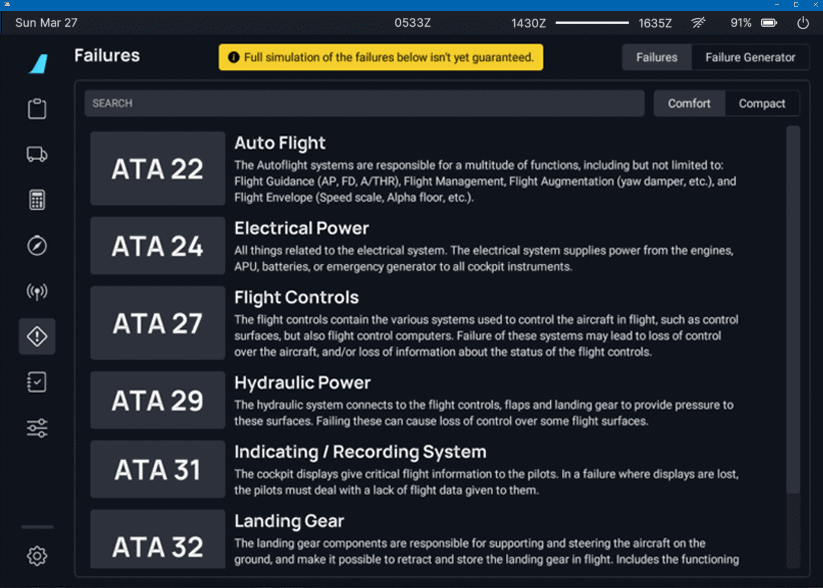 Sun Mar 27
0533Z
1430Z
1635Z
91%
Failures
Full simulation of the failures below isn't yet guaranteed.
Failures
Failure Generator
SEARCH
Comfort
Compact
ATA 22
Auto Flight
The Autoflight systems are responsible for a multitude of functions, including but not limited to:
Flight Guidance (AP, FD, A/THR), Flight Management, Flight Augmentation (yaw damper, etc.), and
Flight Envelope (Speed scale, Alpha floor, etc.).
ATA 24
Electrical Power
All things related to the electrical system. The electrical system supplies power from the engines,
APU, batteries, or emergency generator to all cockpit instruments.
ATA 27
Flight Controls
The flight controls contain the various systems used to control the aircraft in flight, such as control
surfaces, but also flight control computers. Failure of these systems may lead to loss of control
over the aircraft, and/or loss of information about the status of the flight controls.
ATA 29
Hydraulic Power
The hydraulic system connects to the flight controls, flaps and landing gear to provide pressure to
these surfaces. Failing these can cause loss of control over some flight surfaces.
ATA 31
Indicating / Recording System
The cockpit displays give critical flight information to the pilots. In a failure where displays are lost,
the pilots must deal with a lack of flight data given to them.
ATA 32
Landing Gear
The landing gear components are responsible for supporting and steering the aircraft on the
ground, and make it possible to retract and store the landing gear in flight. Includes the functioning